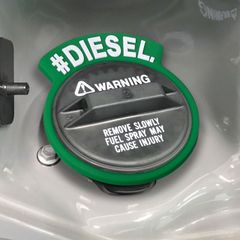 #DIESEL.
WARNING
REMOVE SLOWLY
FUEL SPRAY MAY
CAUSE INJURY